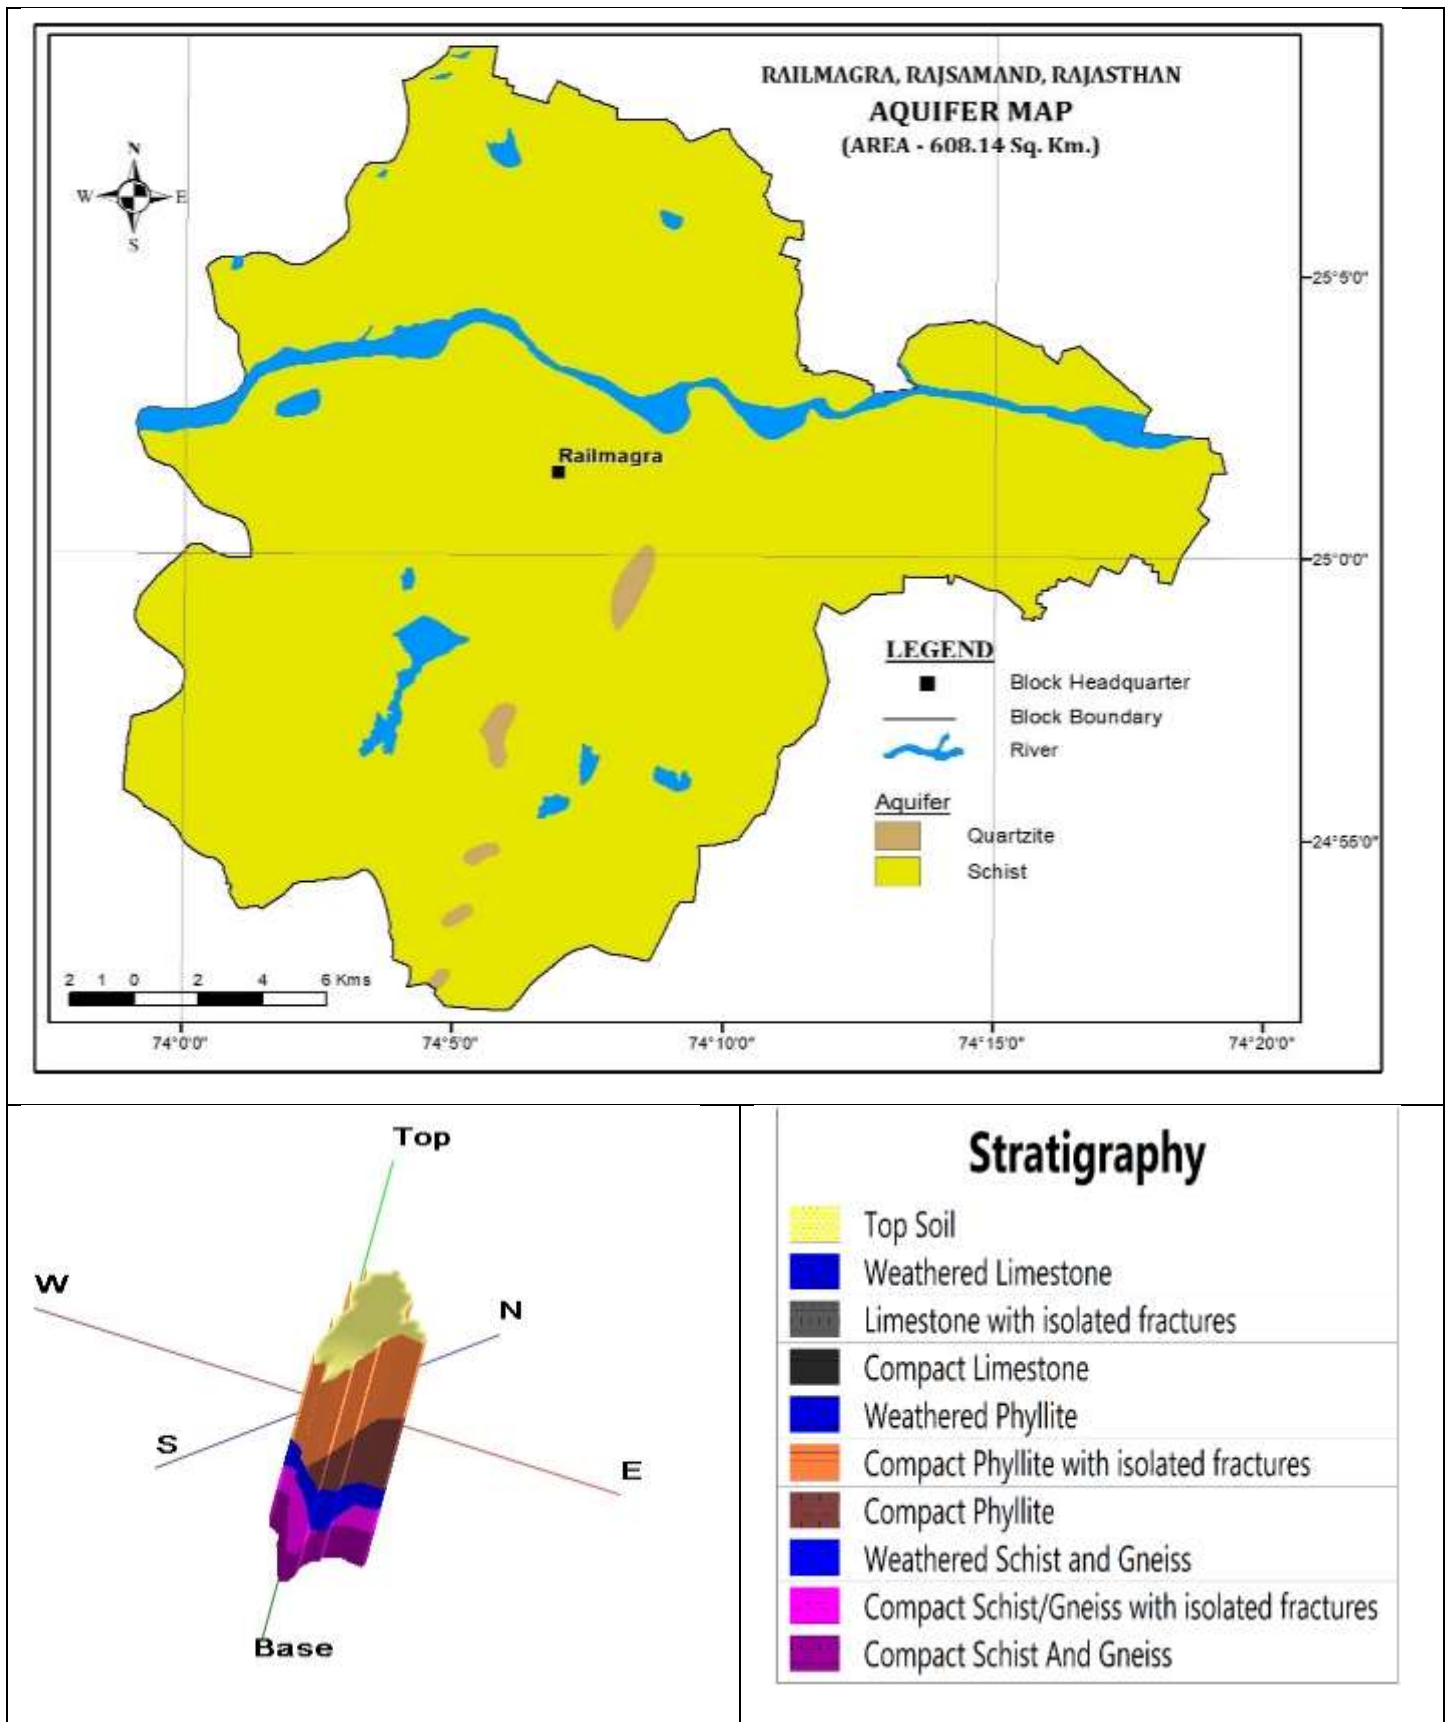 RAILMAGRA, RAJSAMAND, RAJASTHAN
AQUIFER MAP
(AREA - 608.14 Sq. Km.)
N
W
E
S
25°5'0"
Railmagra
25°0'0"
LEGEND
Block Headquarter
Block Boundary
River
Aquifer
Quartzite
Schist
24°55'0"
2 1 0 2 4 6 Kms
74°0'0" 74°5'0" 74°10'0" 74°15'0" 74°20'0"
Top
W
N
S
E
Base
Stratigraphy
Top Soil
Weathered Limestone
Limestone with isolated fractures
Compact Limestone
Weathered Phyllite
Compact Phyllite with isolated fractures
Compact Phyllite
Weathered Schist and Gneiss
Compact Schist/Gneiss with isolated fractures
Compact Schist And Gneiss